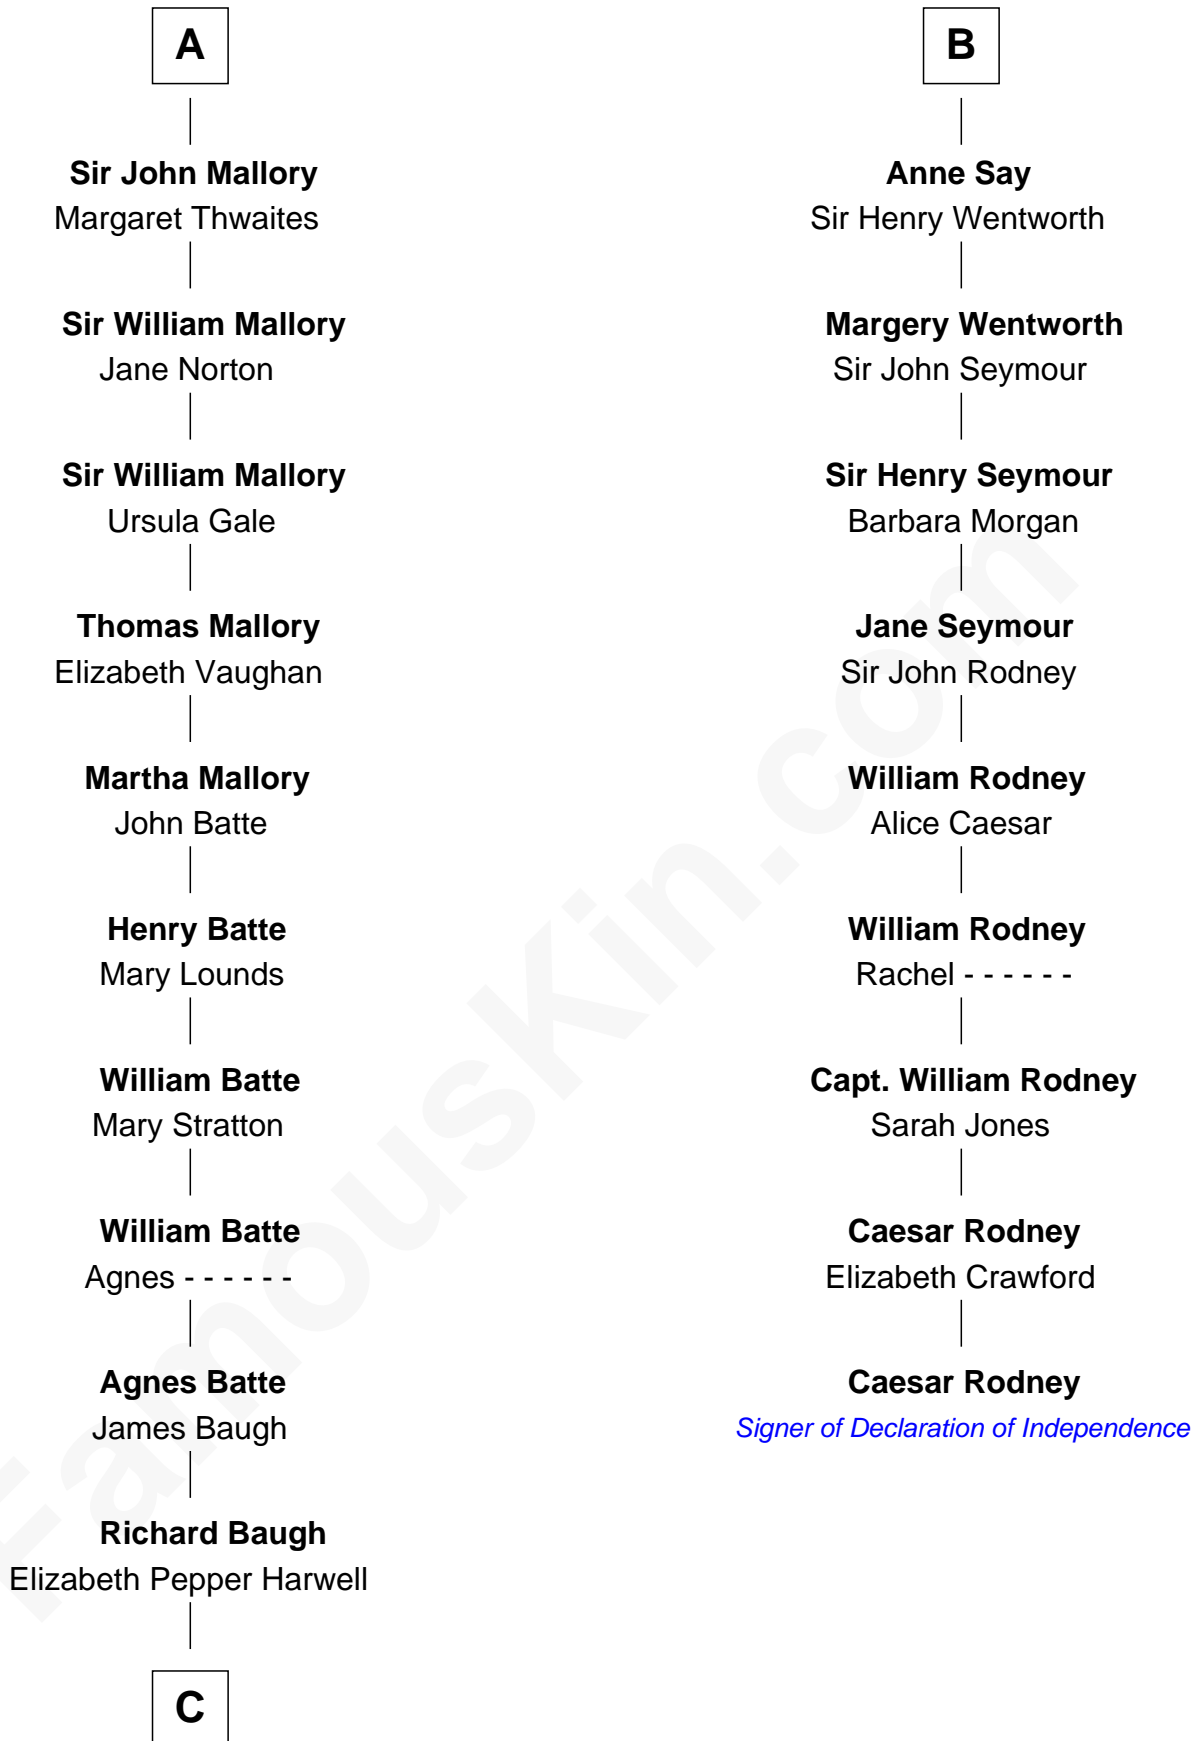 A
Sir John Mallory
Margaret Thwaites
Sir William Mallory
Jane Norton
Sir William Mallory
Ursula Gale
Thomas Mallory
Elizabeth Vaughan
Martha Mallory
John Batte
Henry Batte
Mary Lounds
William Batte
Mary Stratton
William Batte
Agnes - - - - - -
Agnes Batte
James Baugh
Richard Baugh
Elizabeth Pepper Harwell
C
B
Anne Say
Sir Henry Wentworth
Margery Wentworth
Sir John Seymour
Sir Henry Seymour
Barbara Morgan
Jane Seymour
Sir John Rodney
William Rodney
Alice Caesar
William Rodney
Rachel - - - - - -
Capt. William Rodney
Sarah Jones
Caesar Rodney
Elizabeth Crawford
Caesar Rodney
Signer of Declaration of Independence
FamousKin.com